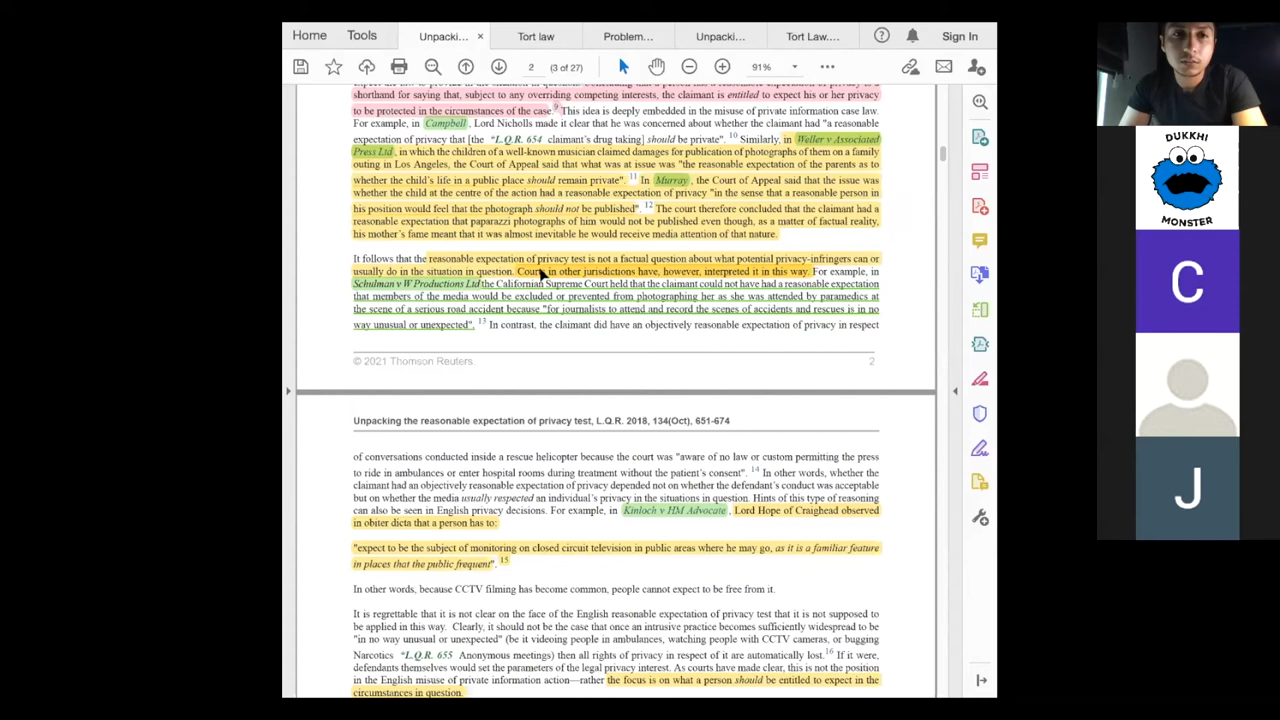 Home Tools Unpacki... × Tort law Problem... Unpacki... Tort Law.... Sign In
2 (3 of 27) 91%
shorthand for saying that, subject to any overriding competing interests, the claimant is entitled to expect his or her privacy
to be protected in the circumstances of the case. 9 This idea is deeply embedded in the misuse of private information case law.
For example, in Campbell, Lord Nicholls made it clear that he was concerned about whether the claimant had "a reasonable
expectation of privacy that [the *L.Q.R. 654 claimant's drug taking] should be private". 10 Similarly, in Weller v Associated
Press Ltd, in which the children of a well-known musician claimed damages for publication of photographs of them on a family
outing in Los Angeles, the Court of Appeal said that what was at issue was "the reasonable expectation of the parents as to
whether the child's life in a public place should remain private". 11 In Murray, the Court of Appeal said that the issue was
whether the child at the centre of the action had a reasonable expectation of privacy "in the sense that a reasonable person in
his position would feel that the photograph should not be published". 12 The court therefore concluded that the claimant had a
reasonable expectation that paparazzi photographs of him would not be published even though, as a matter of factual reality,
his mother's fame meant that it was almost inevitable he would receive media attention of that nature.
It follows that the reasonable expectation of privacy test is not a factual question about what potential privacy-infringers can or
usually do in the situation in question. Courts in other jurisdictions have, however, interpreted it in this way. For example, in
Schulman v W Productions Ltd the Californian Supreme Court held that the claimant could not have had a reasonable expectation
that members of the media would be excluded or prevented from photographing her as she was attended by paramedics at
the scene of a serious road accident because "for journalists to attend and record the scenes of accidents and rescues is in no
way unusual or unexpected". 13 In contrast, the claimant did have an objectively reasonable expectation of privacy in respect
© 2021 Thomson Reuters. 2
Unpacking the reasonable expectation of privacy test, L.Q.R. 2018, 134(Oct), 651-674
of conversations conducted inside a rescue helicopter because the court was "aware of no law or custom permitting the press
to ride in ambulances or enter hospital rooms during treatment without the patient's consent". 14 In other words, whether the
claimant had an objectively reasonable expectation of privacy depended not on whether the defendant's conduct was acceptable
but on whether the media usually respected an individual's privacy in the situations in question. Hints of this type of reasoning
can also be seen in English privacy decisions. For example, in Kinloch v HM Advocate, Lord Hope of Craighead observed
in obiter dicta that a person has to:
"expect to be the subject of monitoring on closed circuit television in public areas where he may go, as it is a familiar feature
in places that the public frequent". 15
In other words, because CCTV filming has become common, people cannot expect to be free from it.
It is regrettable that it is not clear on the face of the English reasonable expectation of privacy test that it is not supposed to
be applied in this way. Clearly, it should not be the case that once an intrusive practice becomes sufficiently widespread to be
"in no way unusual or unexpected" (be it videoing people in ambulances, watching people with CCTV cameras, or bugging
Narcotics *L.Q.R. 655 Anonymous meetings) then all rights of privacy in respect of it are automatically lost. 16 If it were,
defendants themselves would set the parameters of the legal privacy interest. As courts have made clear, this is not the position
in the English misuse of private information action—rather the focus is on what a person should be entitled to expect in the
circumstances in question.
DUKKHI
MONSTER
C
J